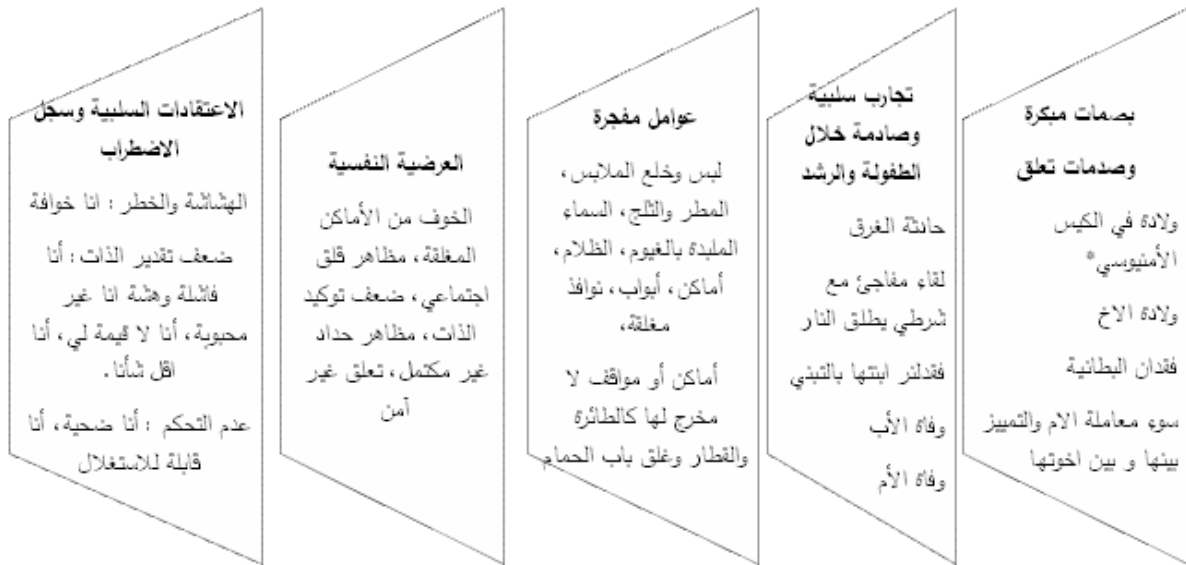 بصمات مبكرة
وصدمات تعلق
ولادة في الكيس
الأمنيوسي*
ولادة الاخ
فقدان البطانية
سوء معاملة الام والتمييز
بينها و بين اخوتها
تجارب سلبية
وصادمة خلال
الطفولة والرشد
حادثة الغرق
لقاء مفاجئ مع
شرطي يطلق النار
فقدلنر ابنتها بالتبني
وفاة الأب
وفاة الأم
عوامل مفجرة
لبس وخلع الملابس،
المطر والثلج، السماء
الملبدة بالغيوم، الظلام،
أماكن، أبواب، نوافذ
مغلقة،
أماكن أو مواقف لا
مخرج لها كالطائرة
والقطار وغلق باب الحمام
العرضية النفسية
الخوف من الأماكن
المغلقة، مظاهر قلق
اجتماعي، ضعف توكيد
الذات، مظاهر حداد
غير مكتمل، تعلق غير
آمن
الاعتقادات السلبية وسجل
الاضطراب
الهشاشة والخطر : انا خوافة
ضعف تقدير الذات : أنا
فاشلة وهشة انا غير
محبوبة، أنا لا قيمة لي، أنا
اقل شأنا.
عدم التحكم : أنا ضحية، أنا
قابلة للاستغلال